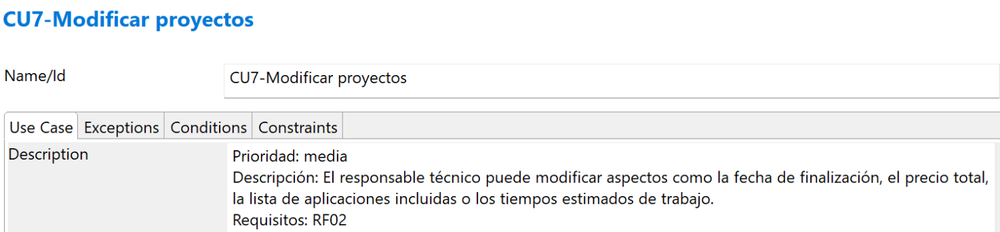 CU7-Modificar proyectos
Name/Id CU7-Modificar proyectos
Use Case Exceptions Conditions Constraints
Description Prioridad: media
Descripción: El responsable técnico puede modificar aspectos como la fecha de finalización, el precio total,
la lista de aplicaciones incluidas o los tiempos estimados de trabajo.
Requisitos: RF02